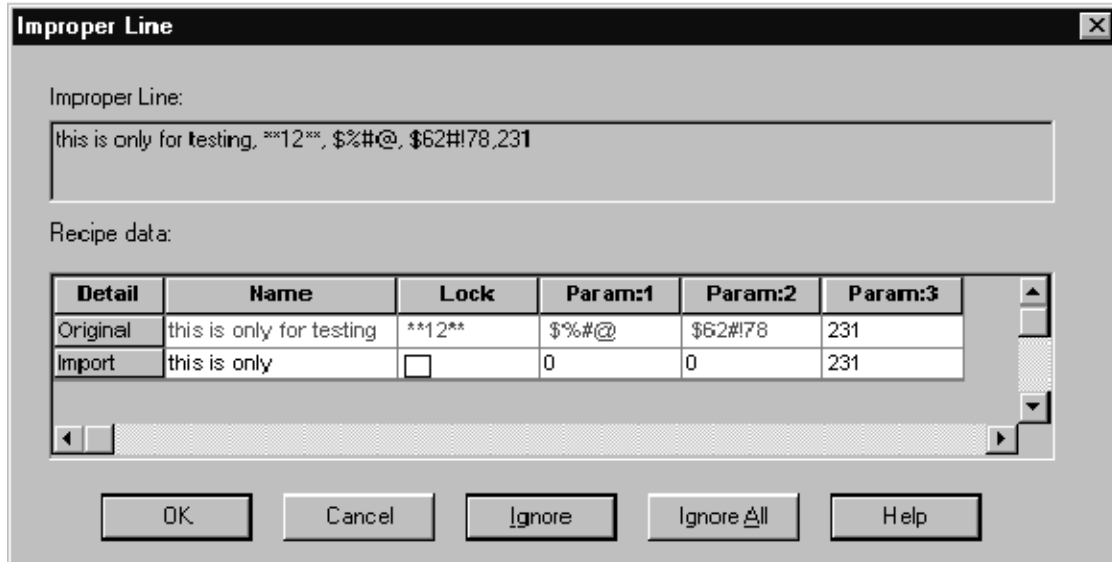 Improper Line
Improper Line:
this is only for testing, **12**, $%#@, $62#!78,231
Recipe data:
Detail Name Lock Param:1 Param:2 Param:3
Original this is only for testing **12** $%#@ $62#!78 231
Import this is only 0 0 231
OK Cancel Ignore Ignore All Help